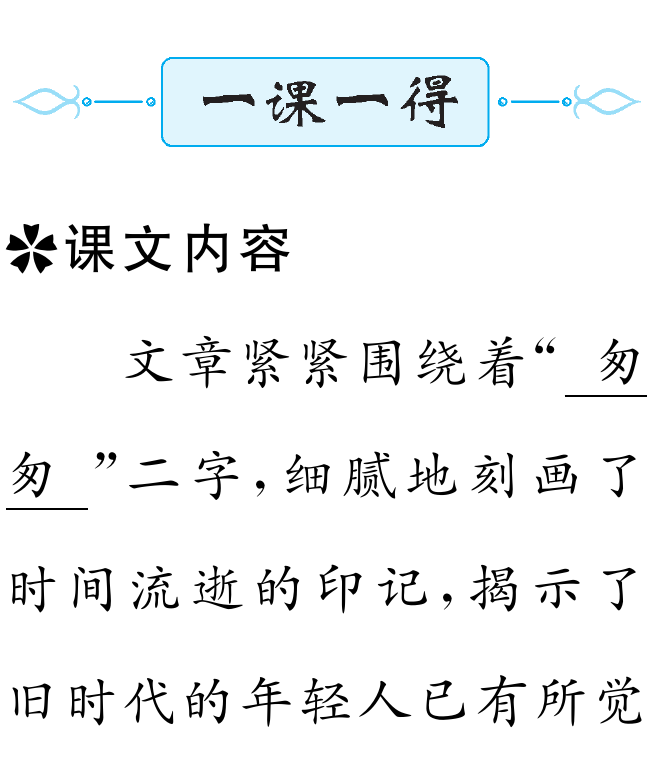 一课一得
课文内容
文章紧紧围绕着“ 匆
匆 ”二字,细腻地刻画了
时间流逝的印记,揭示了
旧时代的年轻人已有所觉